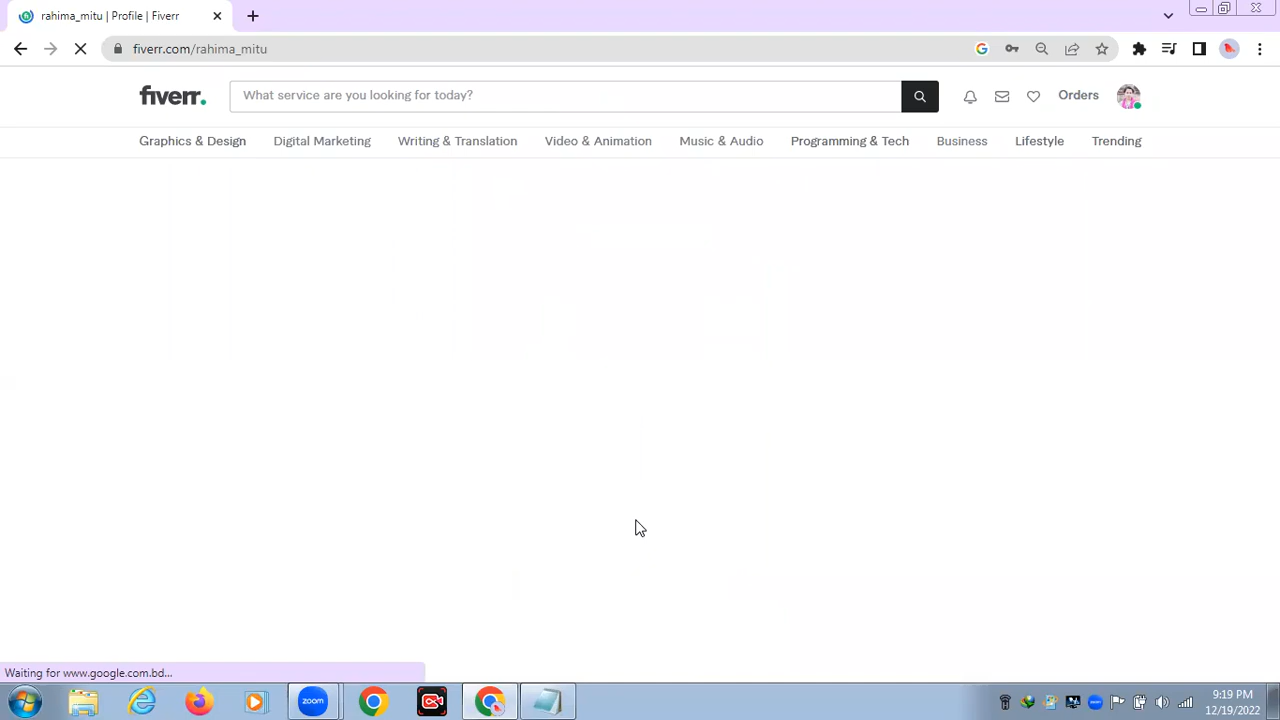 rahima_mitu | Profile | Fiverr
fiverr.com/rahima_mitu
fiverr.
What service are you looking for today?
Orders
Graphics & Design Digital Marketing Writing & Translation Video & Animation Music & Audio Programming & Tech Business Lifestyle Trending
Waiting for www.google.com.bd...
zoom
9:19 PM
12/19/2022